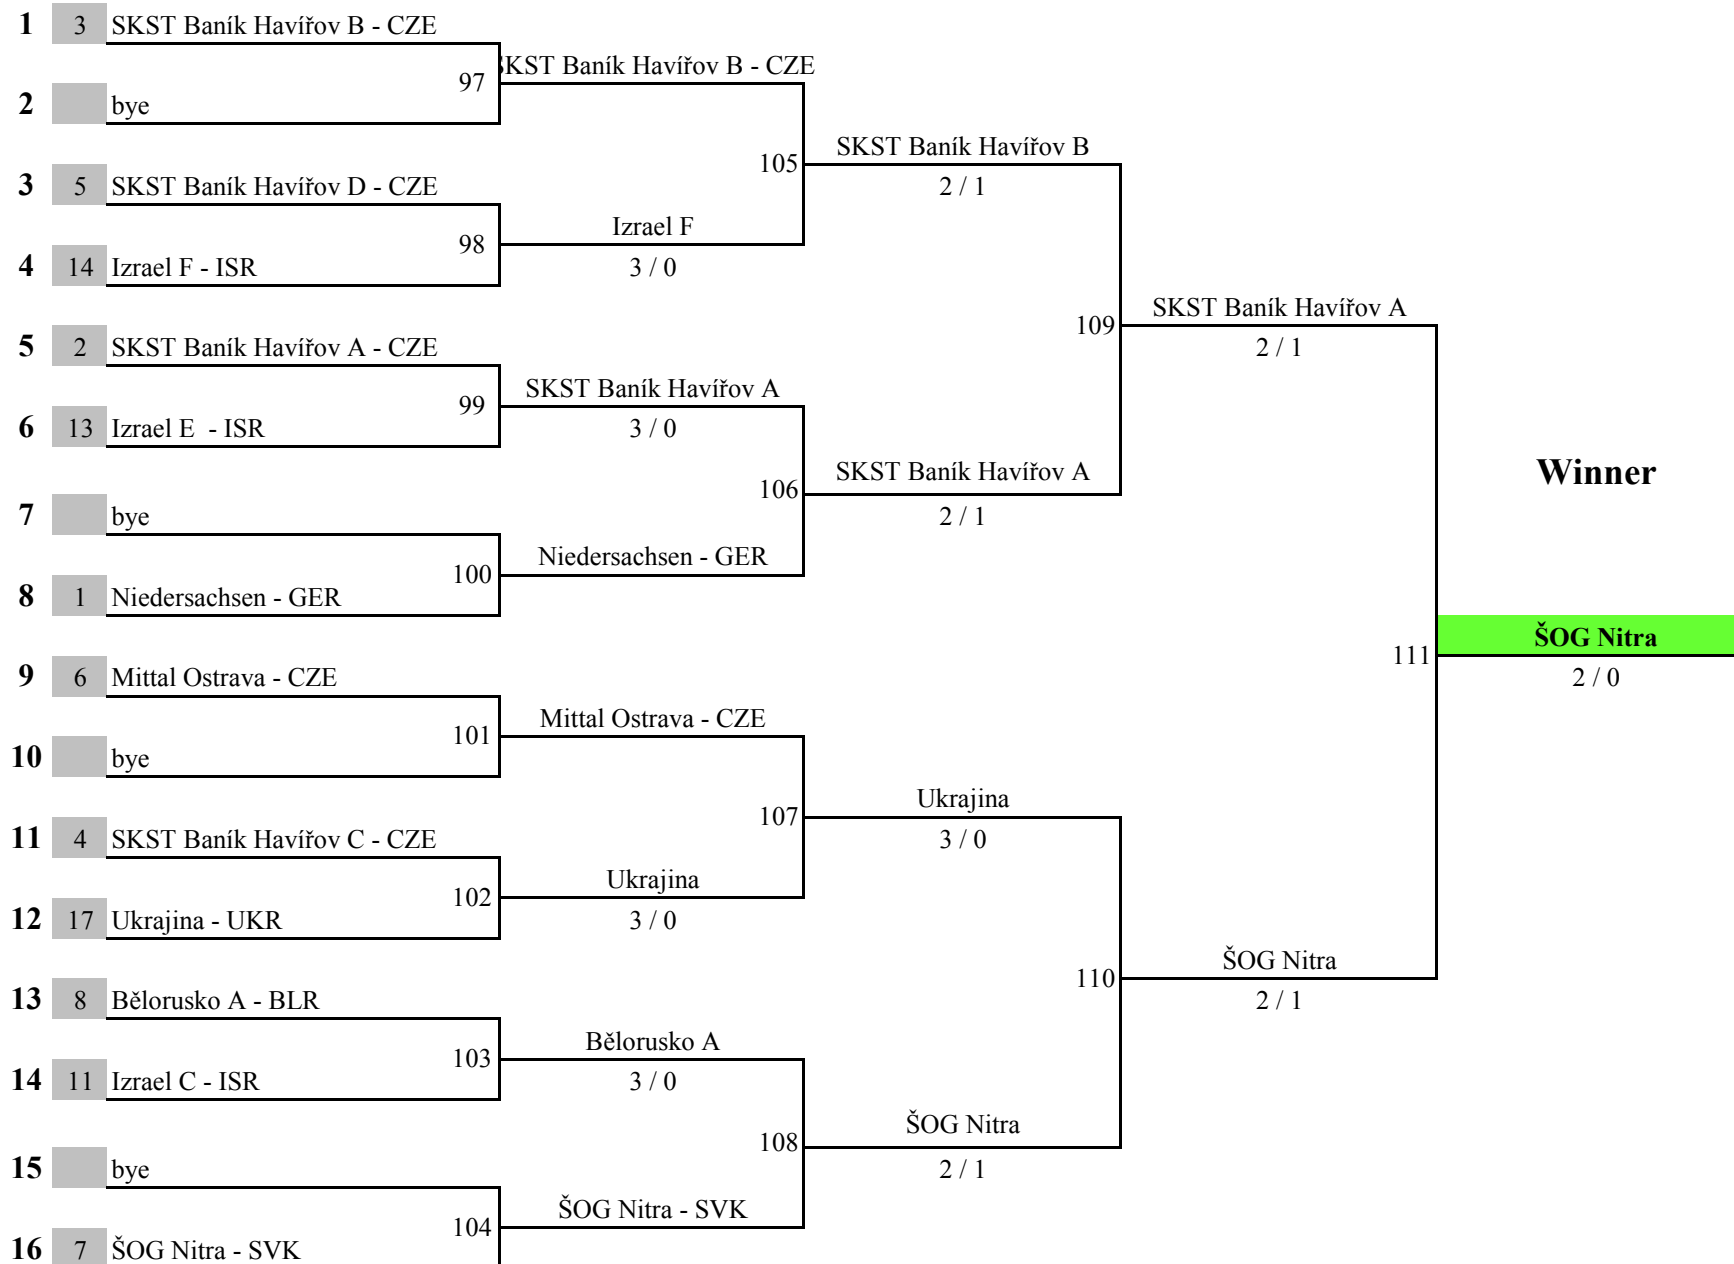 1 3 SKST Baník Havířov B - CZE
SKST Baník Havířov B - CZE
97
2 bye
SKST Baník Havířov B
105
2 / 1
3 5 SKST Baník Havířov D - CZE
Izrael F
98
3 / 0
4 14 Izrael F - ISR
SKST Baník Havířov A
109
2 / 1
5 2 SKST Baník Havířov A - CZE
SKST Baník Havířov A
99
3 / 0
6 13 Izrael E - ISR
SKST Baník Havířov A
106
2 / 1
Winner
7 bye
Niedersachsen - GER
100
8 1 Niedersachsen - GER
ŠOG Nitra
111
2 / 0
9 6 Mittal Ostrava - CZE
Mittal Ostrava - CZE
101
10 bye
Ukrajina
107
3 / 0
11 4 SKST Baník Havířov C - CZE
Ukrajina
102
3 / 0
12 17 Ukrajina - UKR
ŠOG Nitra
110
2 / 1
13 8 Bělorusko A - BLR
Bělorusko A
103
3 / 0
14 11 Izrael C - ISR
ŠOG Nitra
108
2 / 1
15 bye
ŠOG Nitra - SVK
104
16 7 ŠOG Nitra - SVK